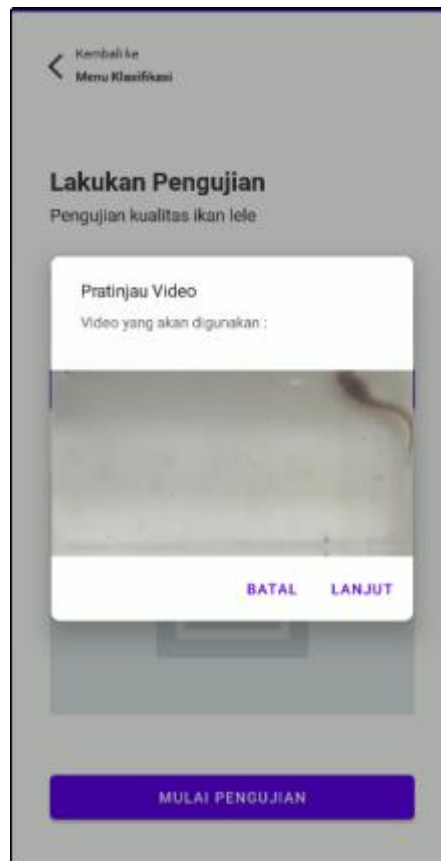 Kembali ke
Menu Klasifikasi
Lakukan Pengujian
Pengujian kualitas ikan lele
Pratinjau Video
Video yang akan digunakan :
BATAL LANJUT
MULAI PENGUJIAN